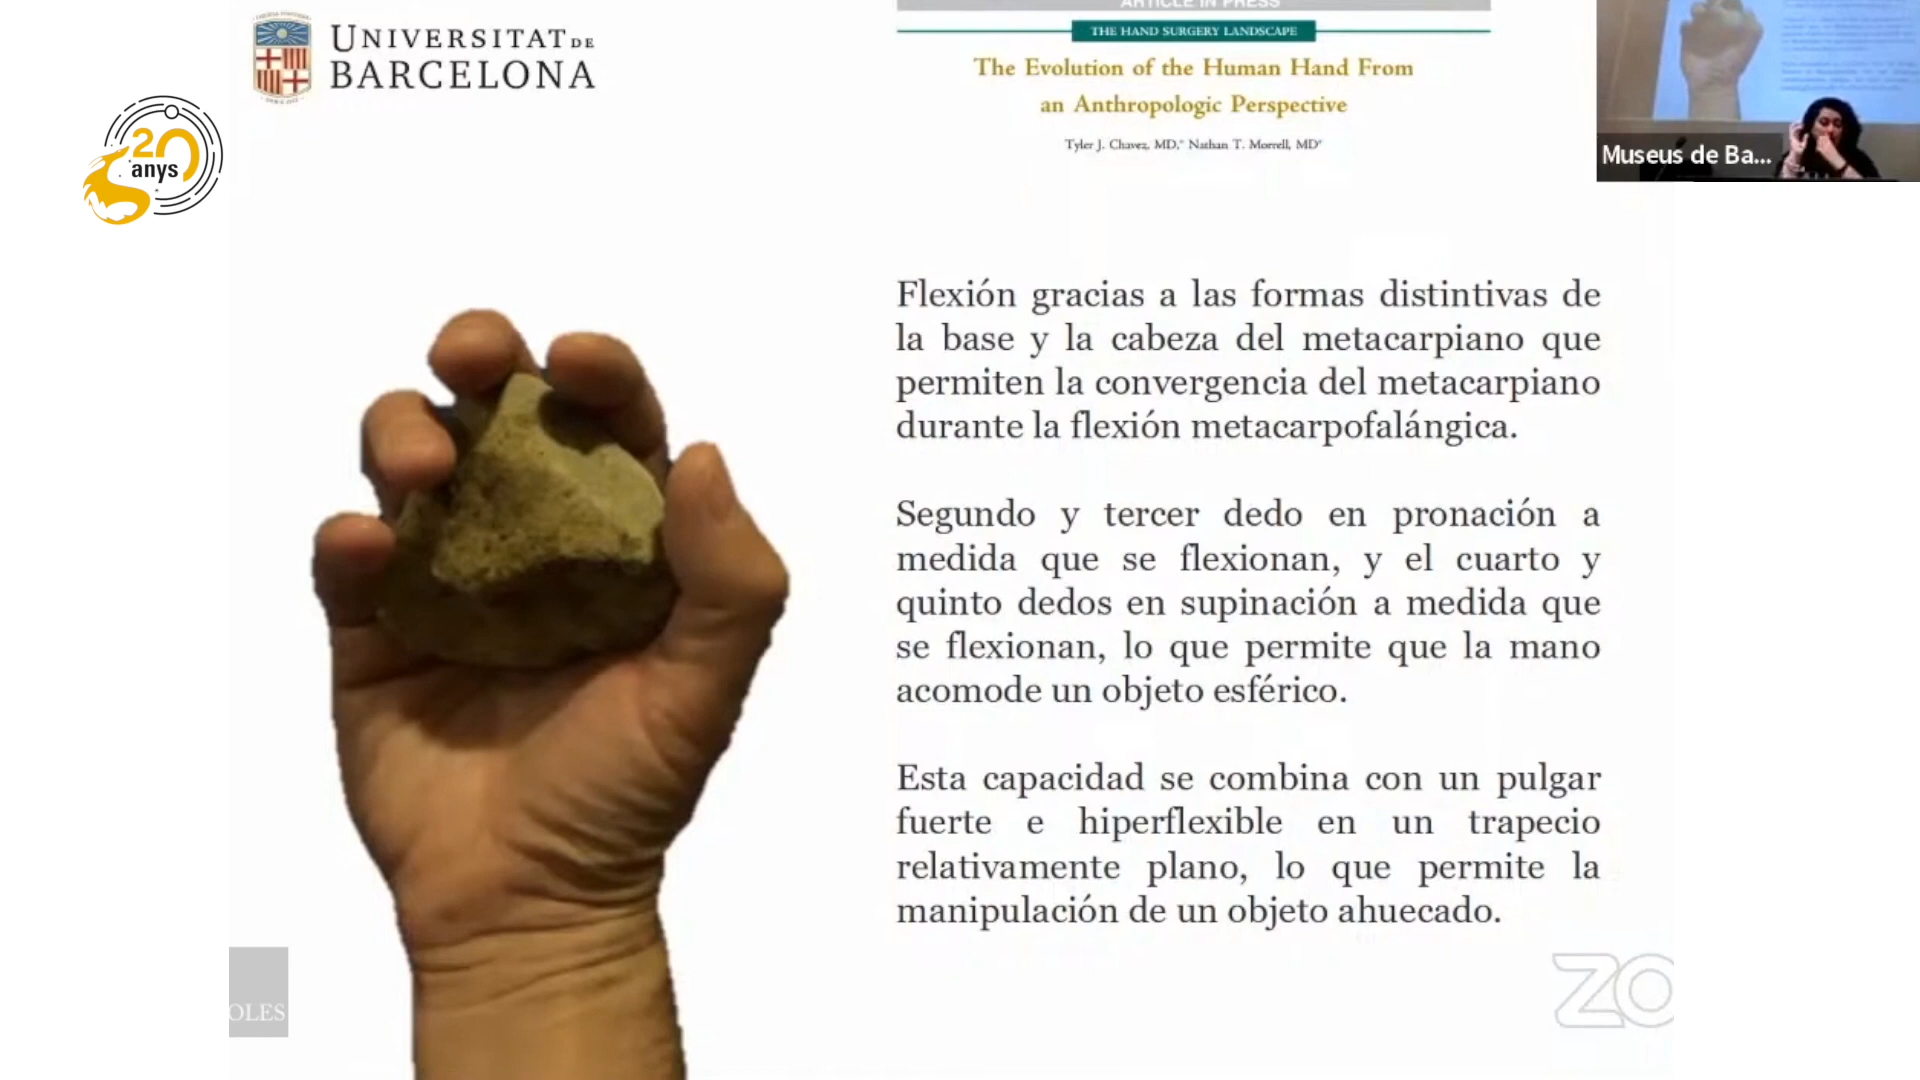 UNIVERSITAT DE
BARCELONA
20
anys
ARTICLE IN PRESS
THE HAND SURGERY LANDSCAPE
The Evolution of the Human Hand From
an Anthropologic Perspective
Tyler J. Chavez, MD,* Nathan T. Morrell, MD*
Museus de Ba...
Flexión gracias a las formas distintivas de
la base y la cabeza del metacarpiano que
permiten la convergencia del metacarpiano
durante la flexión metacarpofalángica.
Segundo y tercer dedo en pronación a
medida que se flexionan, y el cuarto y
quinto dedos en supinación a medida que
se flexionan, lo que permite que la mano
acomode un objeto esférico.
Esta capacidad se combina con un pulgar
fuerte e hiperflexible en un trapecio
relativamente plano, lo que permite la
manipulación de un objeto ahuecado.
OLES
ZO